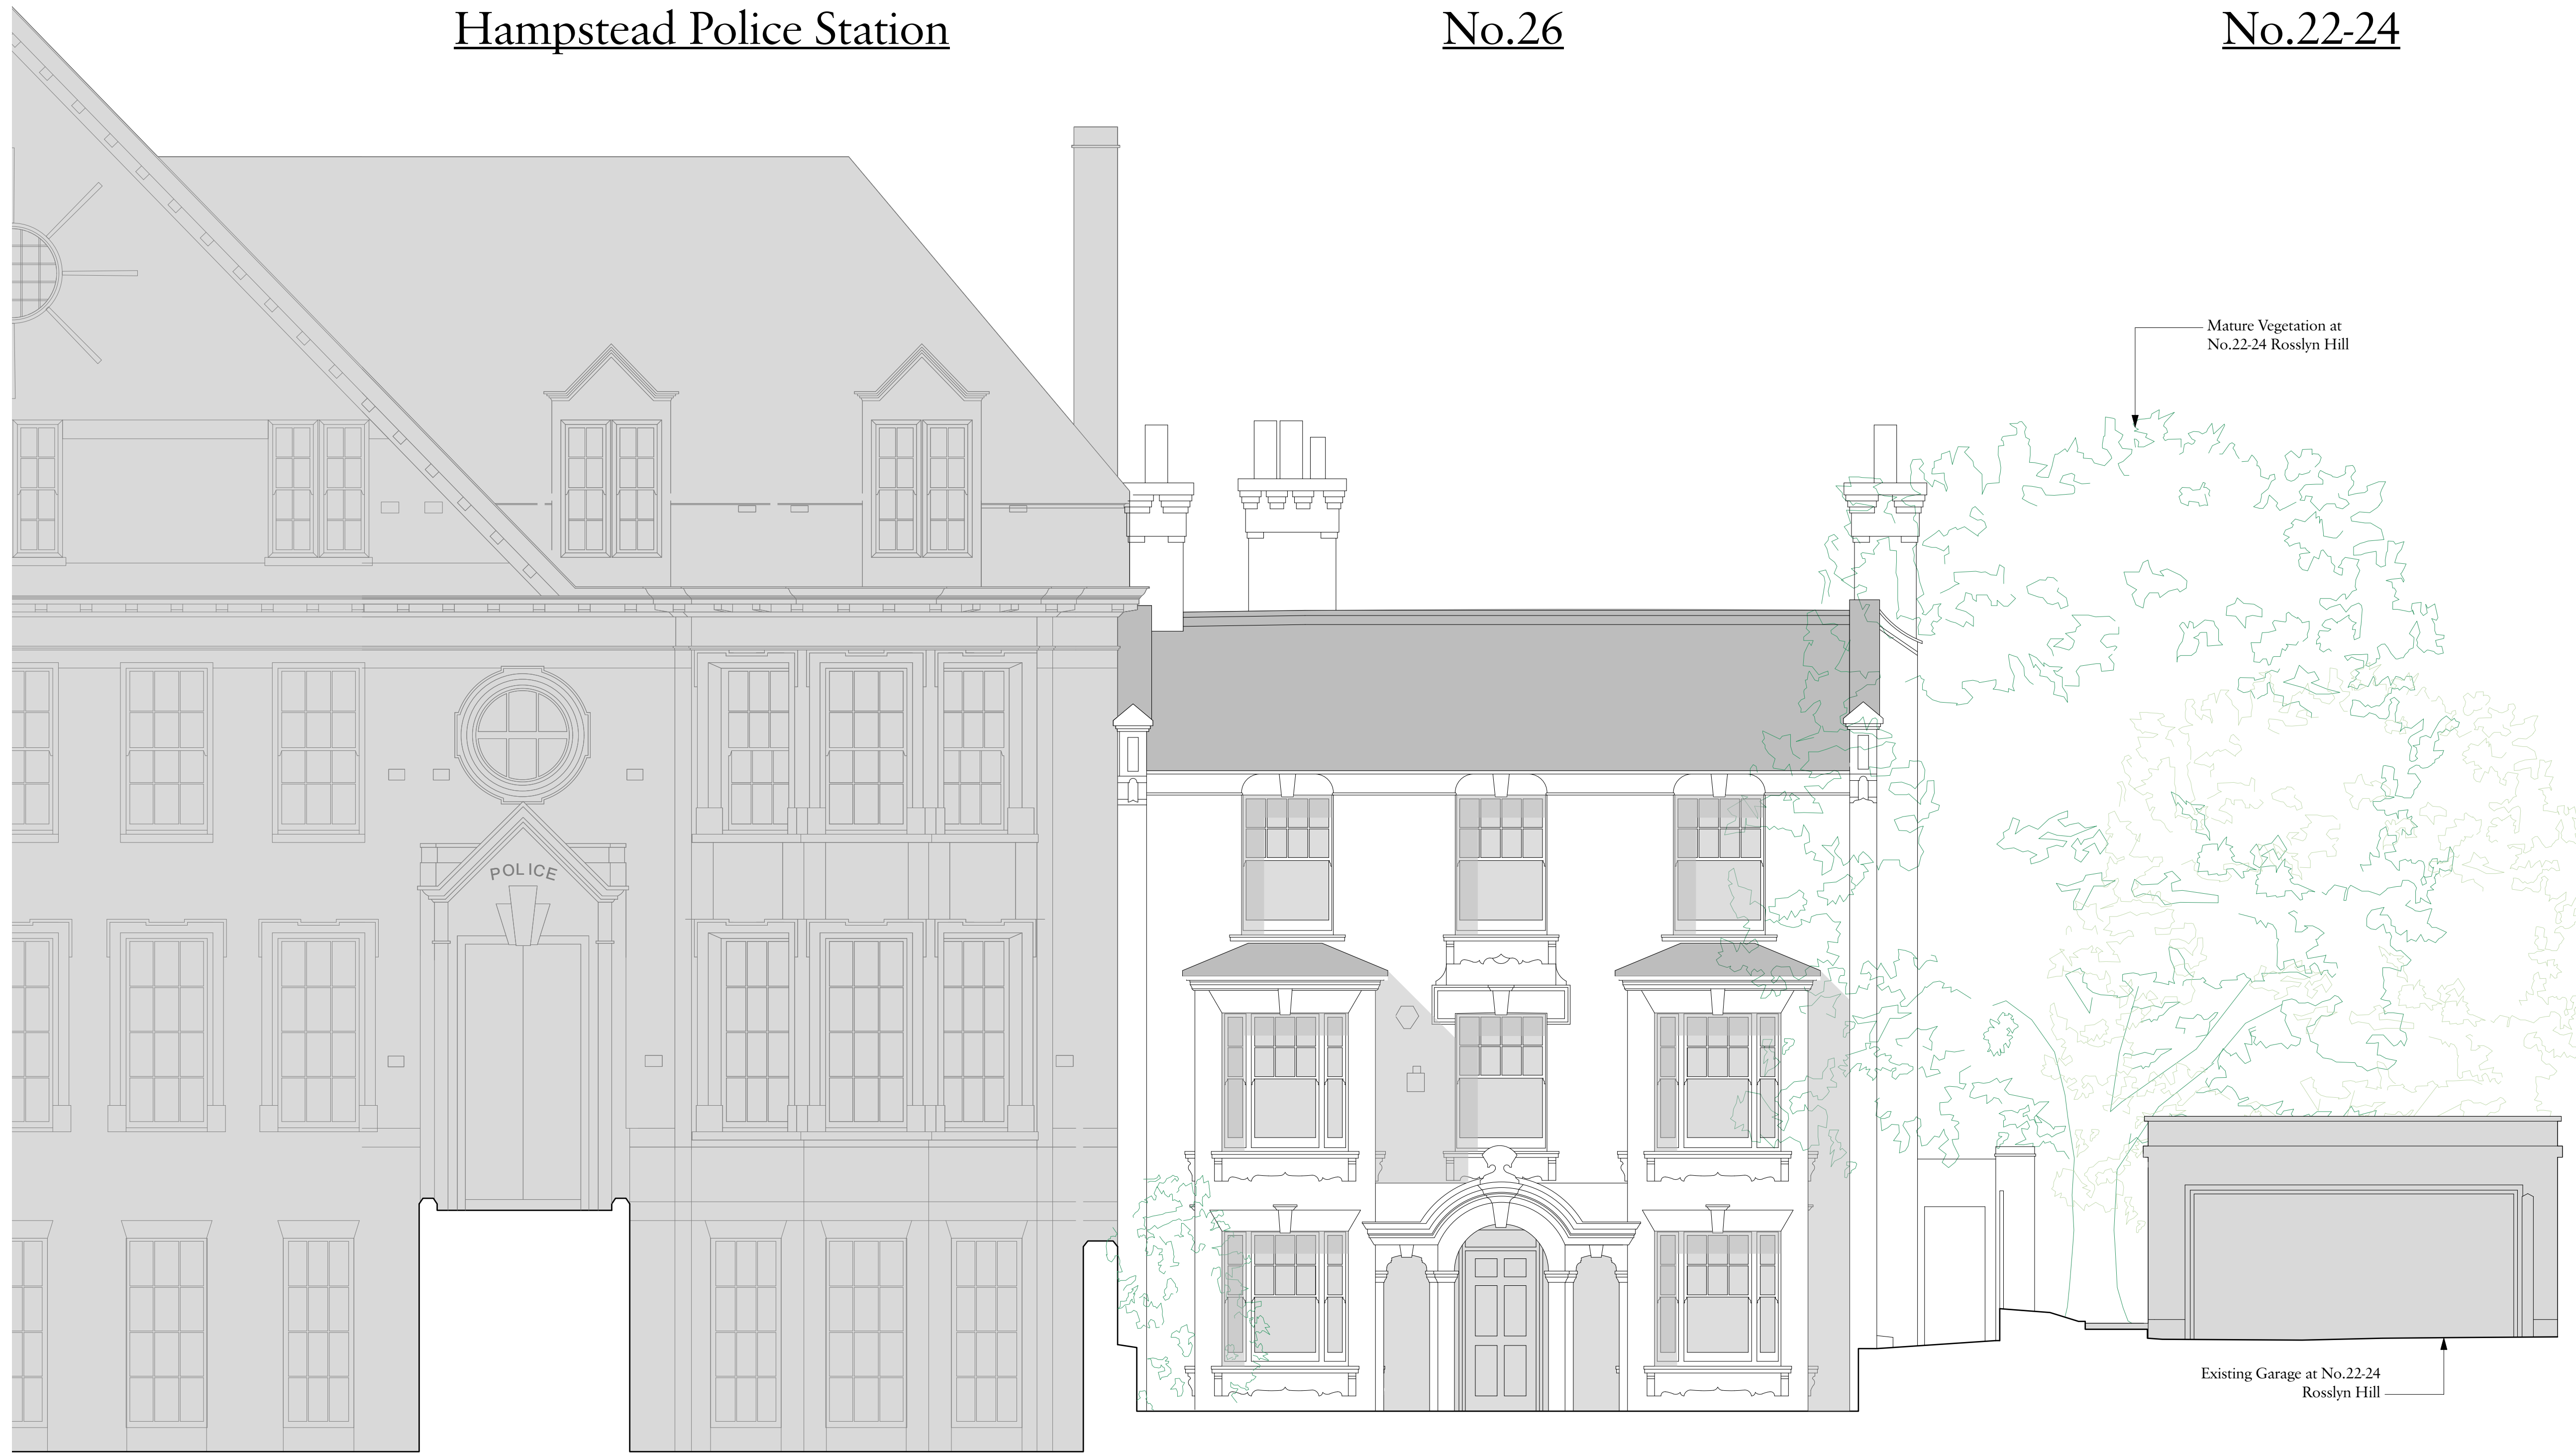 Hampstead Police Station
No.26
No.22-24
Mature Vegetation at
No.22-24 Rosslyn Hill
POLICE
Existing Garage at No.22-24
Rosslyn Hill